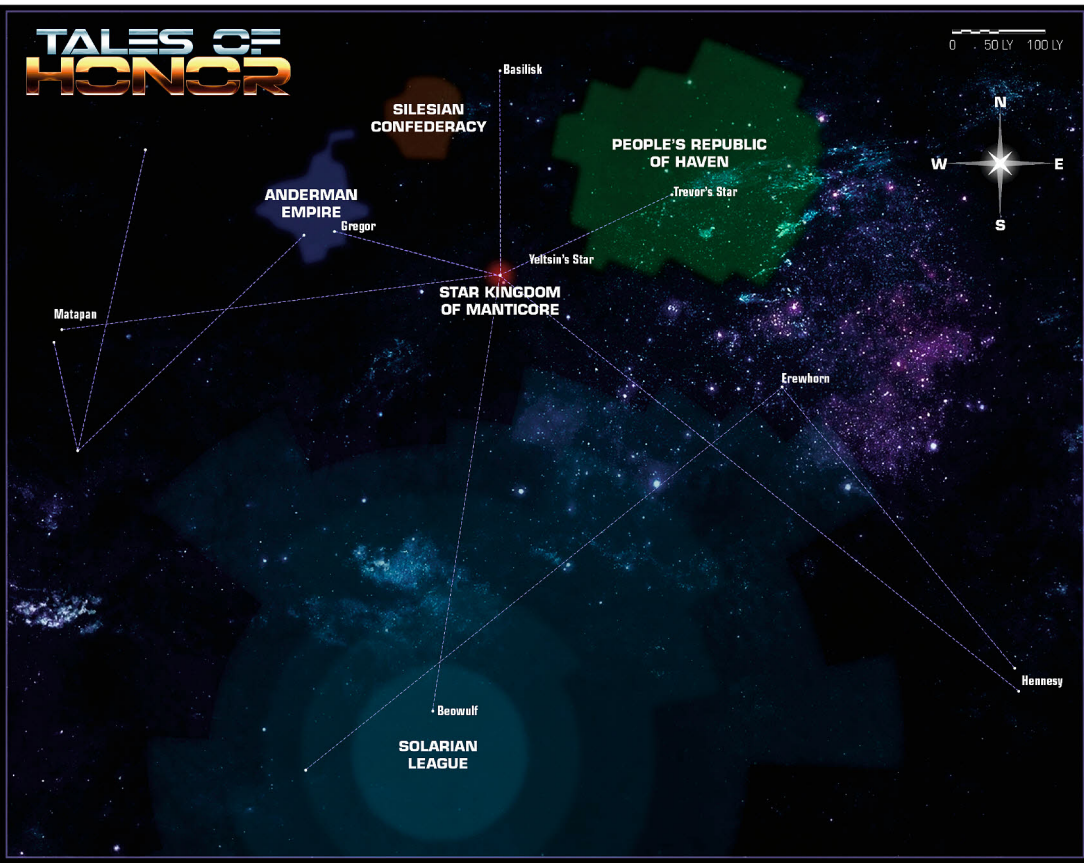 TALES OF
HONOR
0 50 LY 100 LY
N
W E
S
Basilisk
SILESIAN
CONFEDERACY
PEOPLE'S REPUBLIC
OF HAVEN
Trevor's Star
ANDERMAN
EMPIRE
Gregor
Yeltsin's Star
STAR KINGDOM
OF MANTICORE
Matapan
Erewhorn
Hennesy
Beowulf
SOLARIAN
LEAGUE